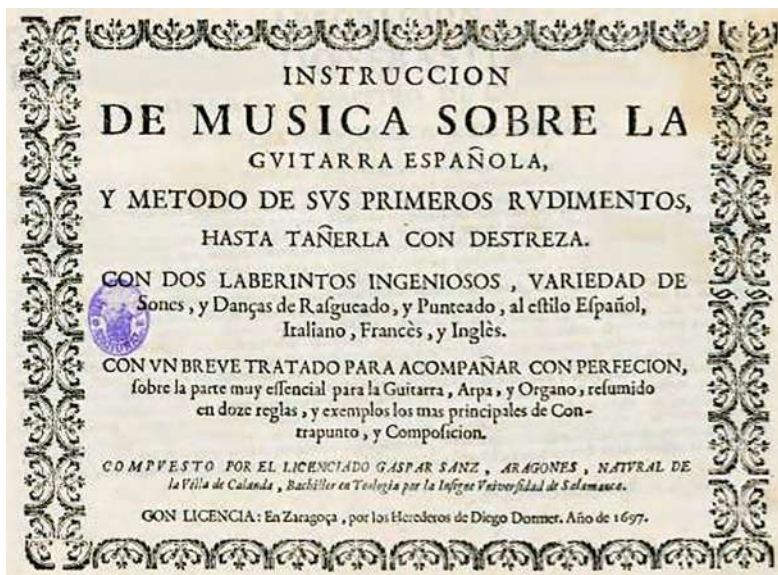 INSTRUCCION
DE MUSICA SOBRE LA
GVITARRA ESPAÑOLA,
Y METODO DE SVS PRIMEROS RVDIMENTOS,
HASTA TAÑERLA CON DESTREZA.
CON DOS LABERINTOS INGENIOSOS, VARIEDAD DE
Sones, y Danças de Rasgueado, y Punteado, al estilo Español,
Italiano, Francès, y Inglès.
CON VN BREVE TRATADO PARA ACOMPAÑAR CON PERFECION,
sobre la parte muy essencial para la Guitarra, Arpa, y Organo, resumido
en doze reglas, y exemplos los mas principales de Con-
trapunto, y Composicion.
COMPVESTO POR EL LICENCIADO GASPAR SANZ, ARAGONES, NATVRAL DE
la Villa de Calanda, Bachiller en Teologia por la Insigne Vniversidad de Salamanca.
CON LICENCIA: En Zaragoça, por los Herederos de Diego Dormer. Año de 1697.